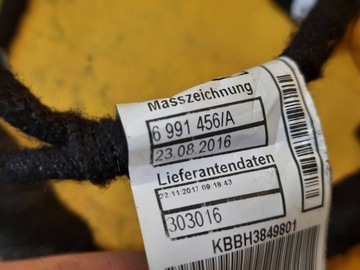 Masszeichnung
6 991 456/A
23.08.2016
Lieferantendaten
22.11.2017 09:18:43
303016
KBBH3849801